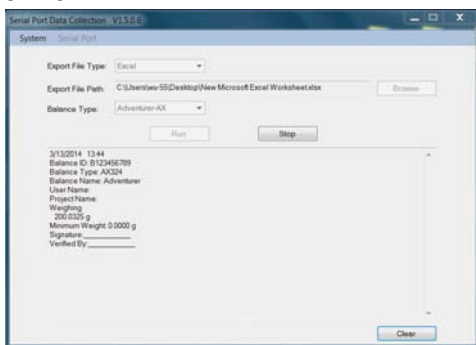 Serial Port Data Collection V1.5.0.6
System Serial Port
Export File Type: Excel
Export File Path: C:\Users\wu-55\Desktop\New Microsoft Excel Worksheet.xlsx Browse
Balance Type: Adventurer-AX
Run Stop
3/13/2014 13:44
Balance ID: B123456789
Balance Type: AX324
Balance Name: Adventurer
User Name:
Project Name:
Weighing
200.0325 g
Minimum Weight: 0.0000 g
Signature:__________
Verified By:__________
Clear